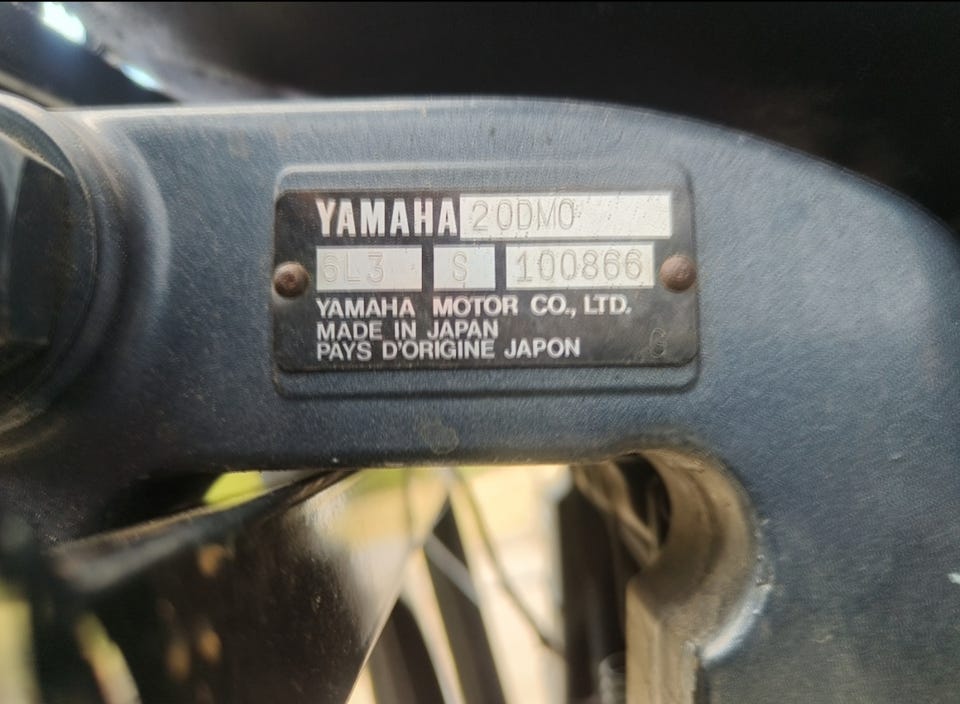 YAMAHA 20DMO
6L3 S 100866
YAMAHA MOTOR CO., LTD.
MADE IN JAPAN
PAYS D'ORIGINE JAPON